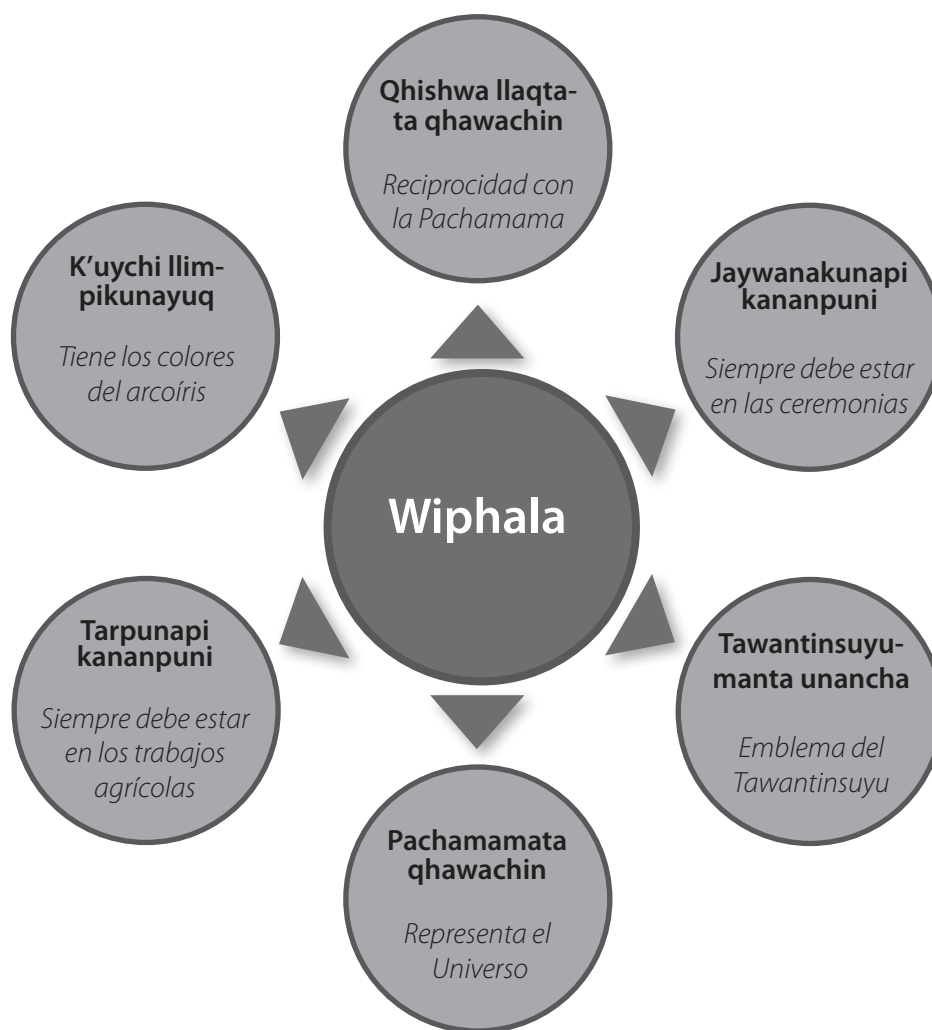 Qhishwa llaqta-
ta qhawachin
Reciprocidad con
la Pachamama
K’uychi llim-
pikunayuq
Tiene los colores
del arcoíris
Jaywanakunapi
kananpuni
Siempre debe estar
en las ceremonias
Wiphala
Tarpunapi
kananpuni
Siempre debe estar
en los trabajos
agrícolas
Tawantinsuyu-
manta unancha
Emblema del
Tawantinsuyu
Pachamamata
qhawachin
Representa el
Universo